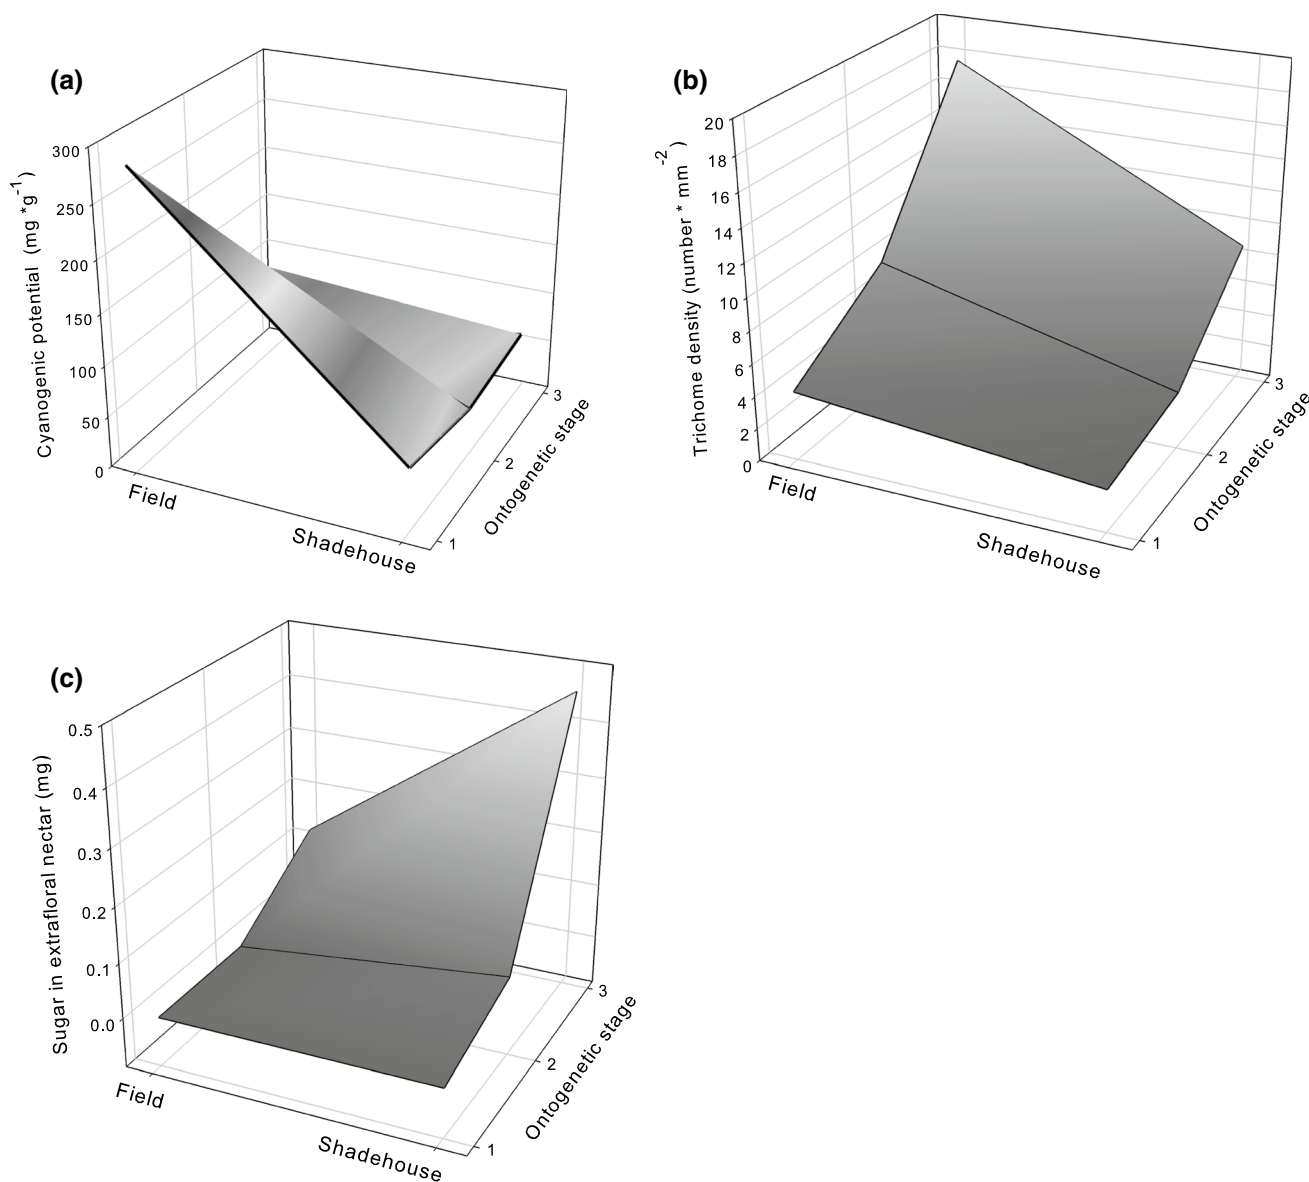 (a)
300
250
200
150
100
50
0
Cyanogenic potential (mg *g-1)
Field
Shadehouse
1
2
3
Ontogenetic stage
(b)
20
18
16
14
12
10
8
6
4
2
0
Trichome density (number * mm-2)
Field
Shadehouse
1
2
3
Ontogenetic stage
(c)
0.5
0.4
0.3
0.2
0.1
0.0
Sugar in extrafloral nectar (mg)
Field
Shadehouse
1
2
3
Ontogenetic stage